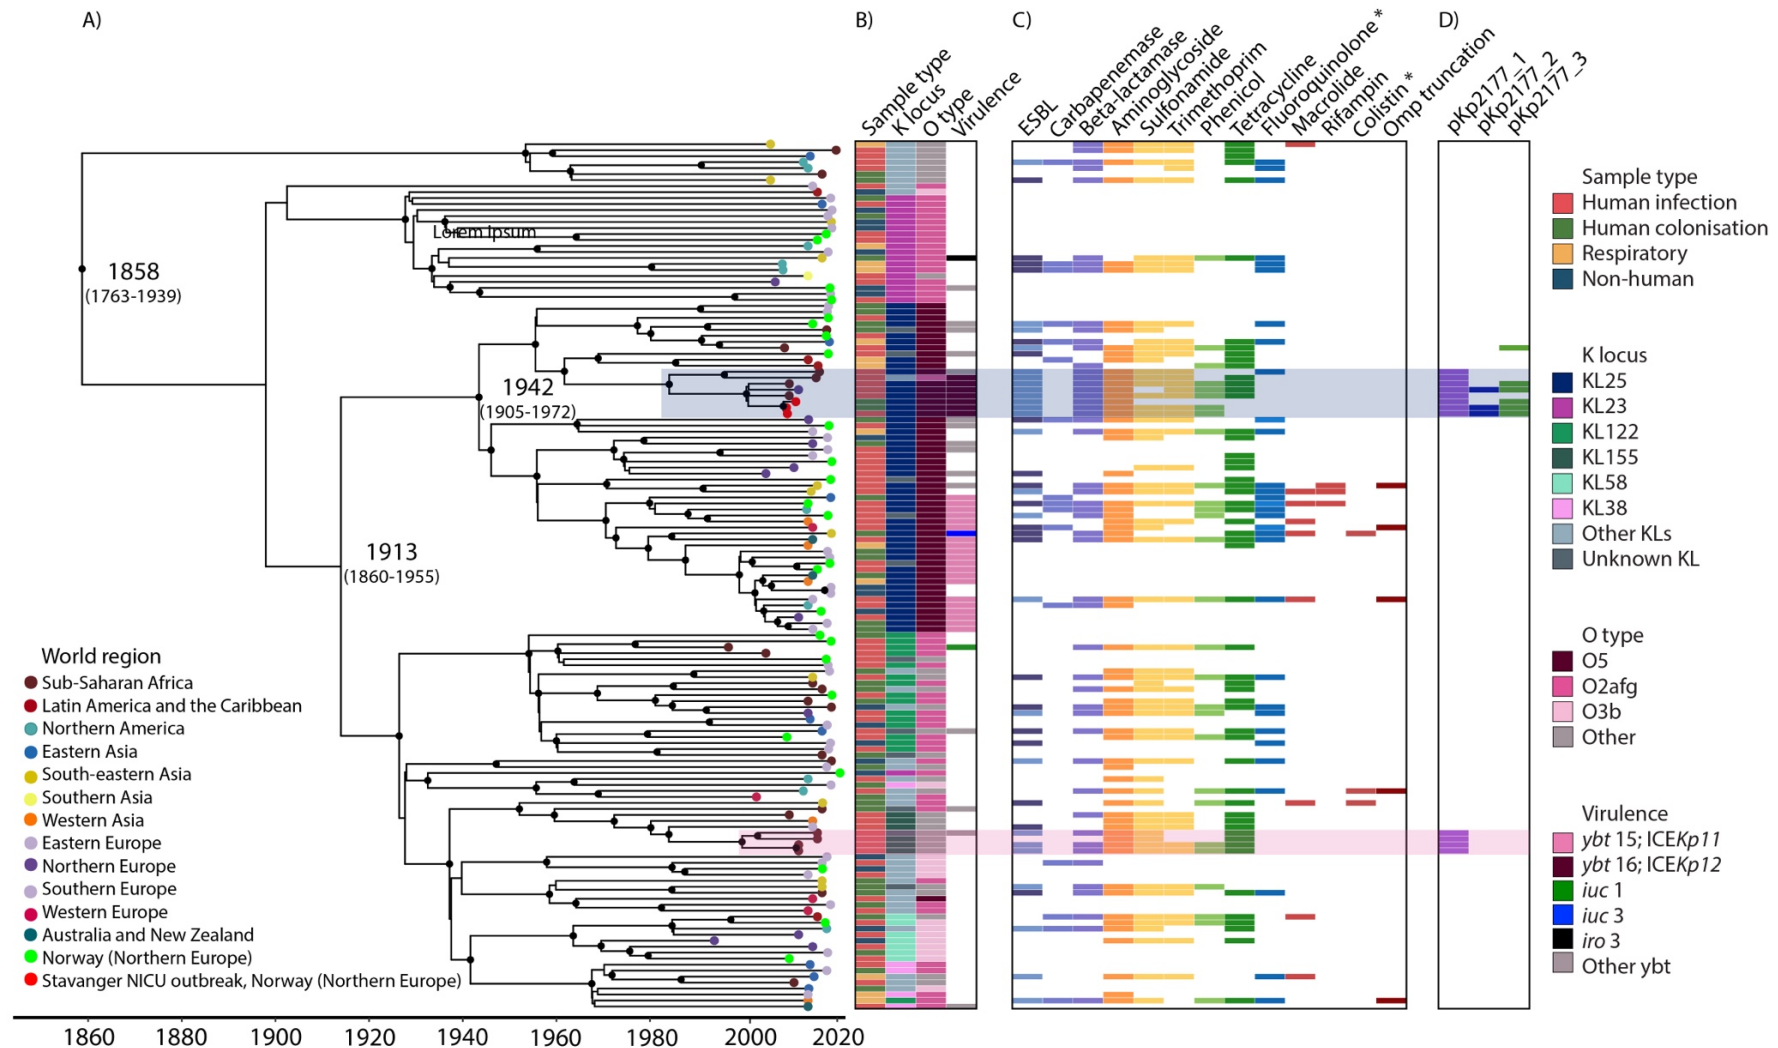 A)
B)
C)
D)
Sample type
K locus
O type
Virulence
ESBL
Carbapenemase
Beta-lactamase
Aminoglycoside
Sulfonamide
Trimethoprim
Phenicol
Tetracycline
Fluoroquinolone *
Macrolide
Rifampin
Colistin *
Omp truncation
pKp2177_1
pKp2177_2
pKp2177_3
Lorem Ipsum
1858
(1763-1939)
1942
(1905-1972)
1913
(1860-1955)
World region
Sub-Saharan Africa
Latin America and the Caribbean
Northern America
Eastern Asia
South-eastern Asia
Southern Asia
Western Asia
Eastern Europe
Northern Europe
Southern Europe
Western Europe
Australia and New Zealand
Norway (Northern Europe)
Stavanger NICU outbreak, Norway (Northern Europe)
1860 1880 1900 1920 1940 1960 1980 2000 2020
Sample type
Human infection
Human colonisation
Respiratory
Non-human
K locus
KL25
KL23
KL122
KL155
KL58
KL38
Other KLs
Unknown KL
O type
O5
O2afg
O3b
Other
Virulence
ybt 15; ICEKp11
ybt 16; ICEKp12
iuc 1
iuc 3
iro 3
Other ybt